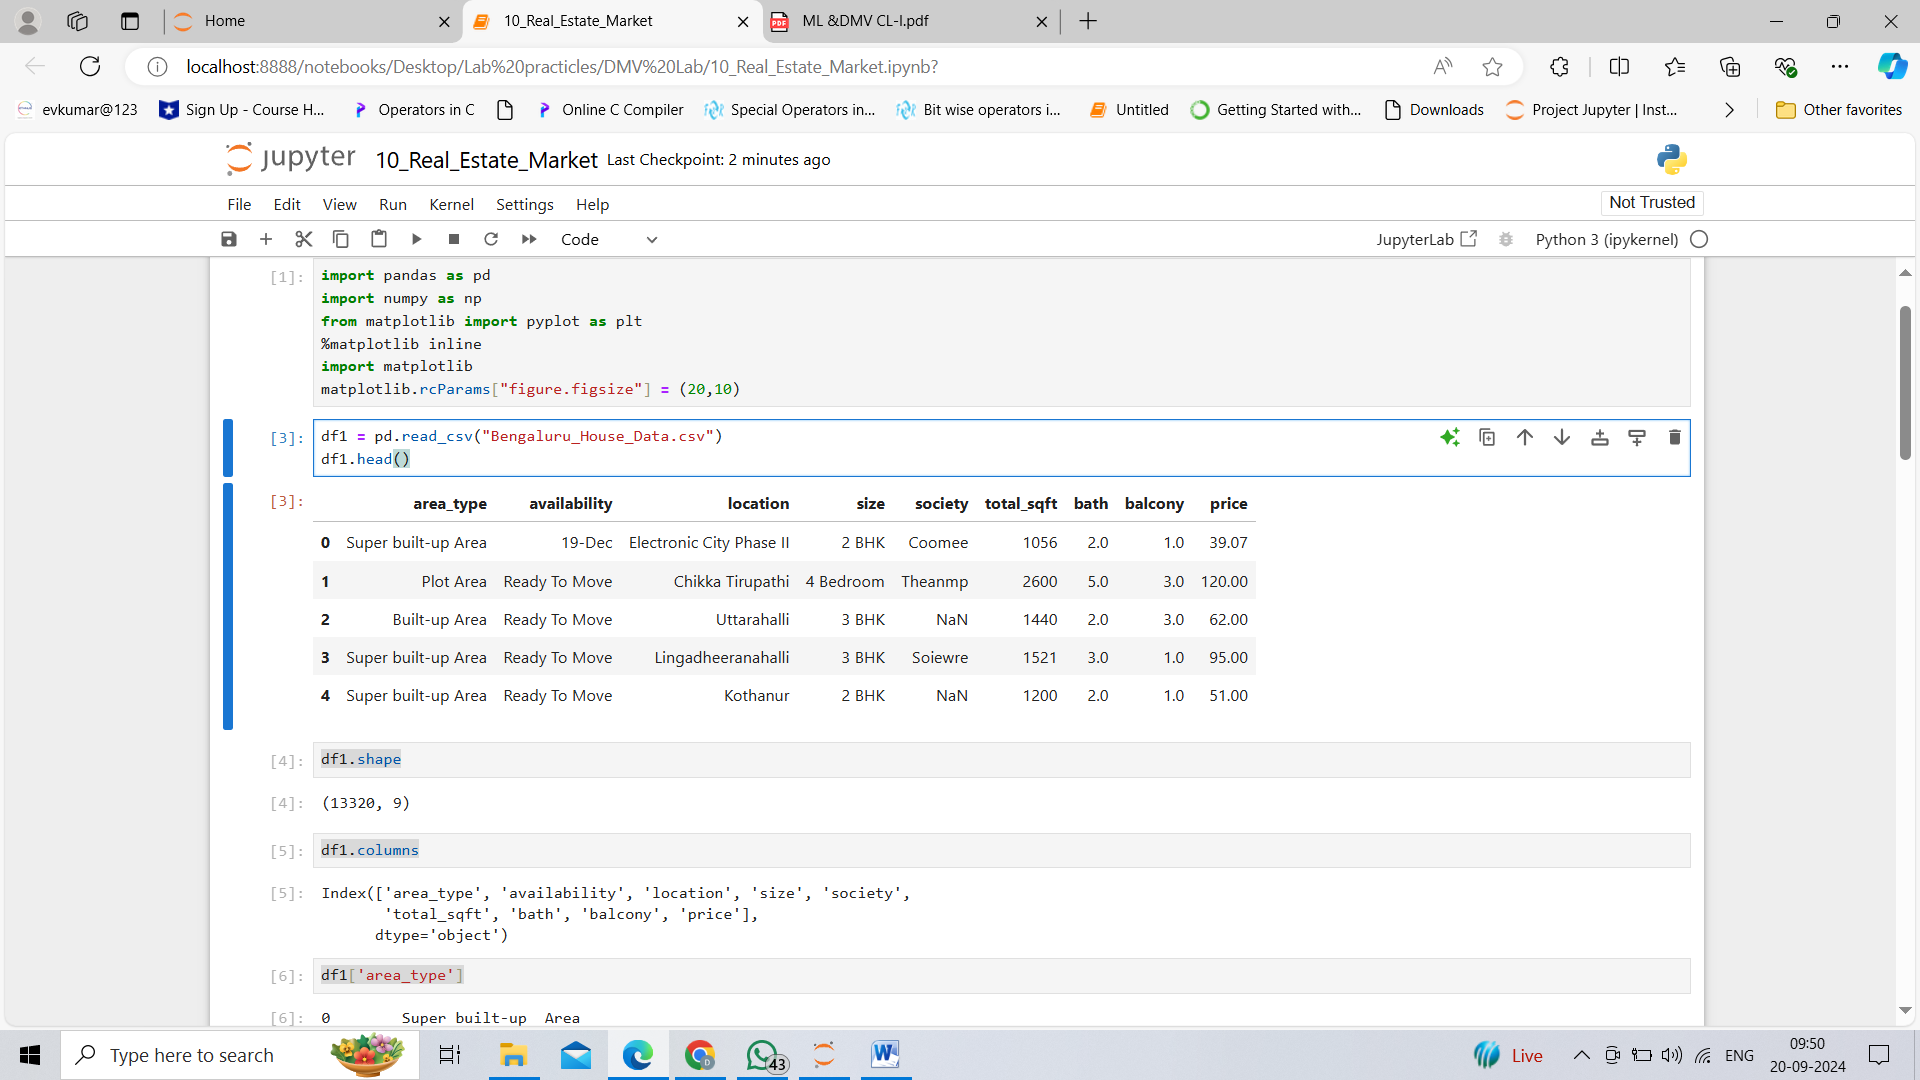 Home
10_Real_Estate_Market
ML &DMV CL-I.pdf
localhost:8888/notebooks/Desktop/Lab%20practicles/DMV%20Lab/10_Real_Estate_Market.ipynb?
evkumar@123 Sign Up - Course H... Operators in C Online C Compiler Special Operators in... Bit wise operators i... Untitled Getting Started with... Downloads Project Jupyter | Inst... Other favorites
jupyter 10_Real_Estate_Market Last Checkpoint: 2 minutes ago
File Edit View Run Kernel Settings Help Not Trusted
Code JupyterLab Python 3 (ipykernel)
[1]: import pandas as pd
import numpy as np
from matplotlib import pyplot as plt
%matplotlib inline
import matplotlib
matplotlib.rcParams["figure.figsize"] = (20,10)
[3]: df1 = pd.read_csv("Bengaluru_House_Data.csv")
df1.head()
[3]: area_type availability location size society total_sqft bath balcony price
0 Super built-up Area 19-Dec Electronic City Phase II 2 BHK Coomee 1056 2.0 1.0 39.07
1 Plot Area Ready To Move Chikka Tirupathi 4 Bedroom Theanmp 2600 5.0 3.0 120.00
2 Built-up Area Ready To Move Uttarahalli 3 BHK NaN 1440 2.0 3.0 62.00
3 Super built-up Area Ready To Move Lingadheeranahalli 3 BHK Soiewre 1521 3.0 1.0 95.00
4 Super built-up Area Ready To Move Kothanur 2 BHK NaN 1200 2.0 1.0 51.00
[4]: df1.shape
[4]: (13320, 9)
[5]: df1.columns
[5]: Index(['area_type', 'availability', 'location', 'size', 'society',
'total_sqft', 'bath', 'balcony', 'price'],
dtype='object')
[6]: df1['area_type']
[6]: 0 Super built-up Area
Type here to search 43 Live ENG 09:50
20-09-2024